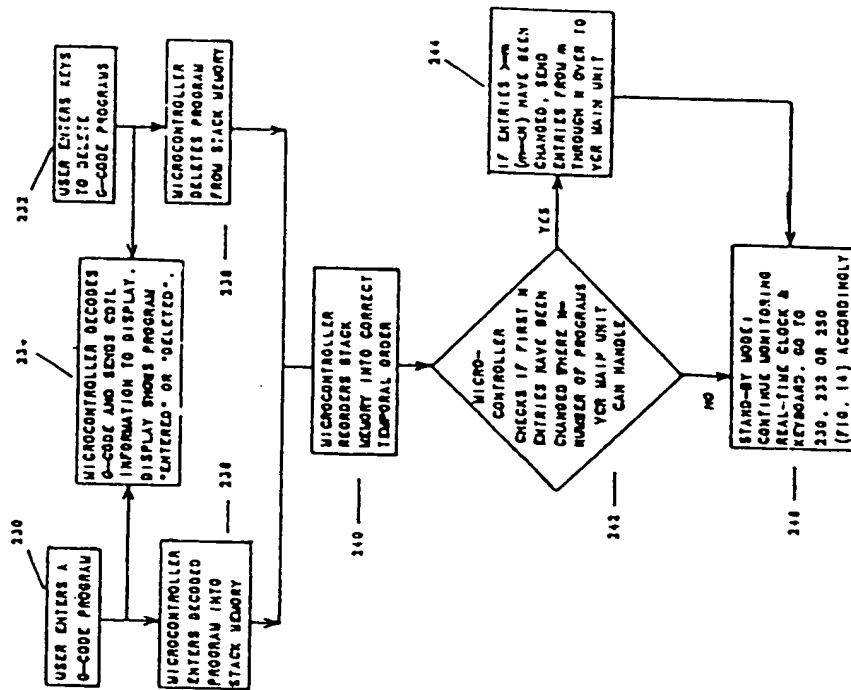 230
USER ENTERS A
G-CODE PROGRAM
MICROCONTROLLER DECODES
G-CODE AND SENDS CDTL
INFORMATION TO DISPLAY.
DISPLAY SHOWS PROGRAM
"ENTERED" OR "DELETED".
232
USER ENTERS KEYS
TO DELETE
G-CODE PROGRAMS
MICROCONTROLLER
ENTERS DECODED
PROGRAM INTO
STACK MEMORY
MICROCONTROLLER
DELETES PROGRAM
FROM STACK MEMORY
238
MICROCONTROLLER
REORDERS STACK
MEMORY INTO CORRECT
TEMPORAL ORDER
240
MICRO-
CONTROLLER
CHECKS IF FIRST N
ENTRIES HAVE BEEN
CHANGED WHERE N=
NUMBER OF PROGRAMS
VCR MAIN UNIT
CAN HANDLE
242
YES
NO
244
IF ENTRIES >=m
(m<=N) HAVE BEEN
CHANGED, SEND
ENTRIES FROM m
THROUGH N OVER TO
VCR MAIN UNIT
STAND-BY MODE:
CONTINUE MONITORING
REAL-TIME CLOCK &
KEYBOARD. GO TO
230, 232 OR 250
(FIG. 14) ACCORDINGLY